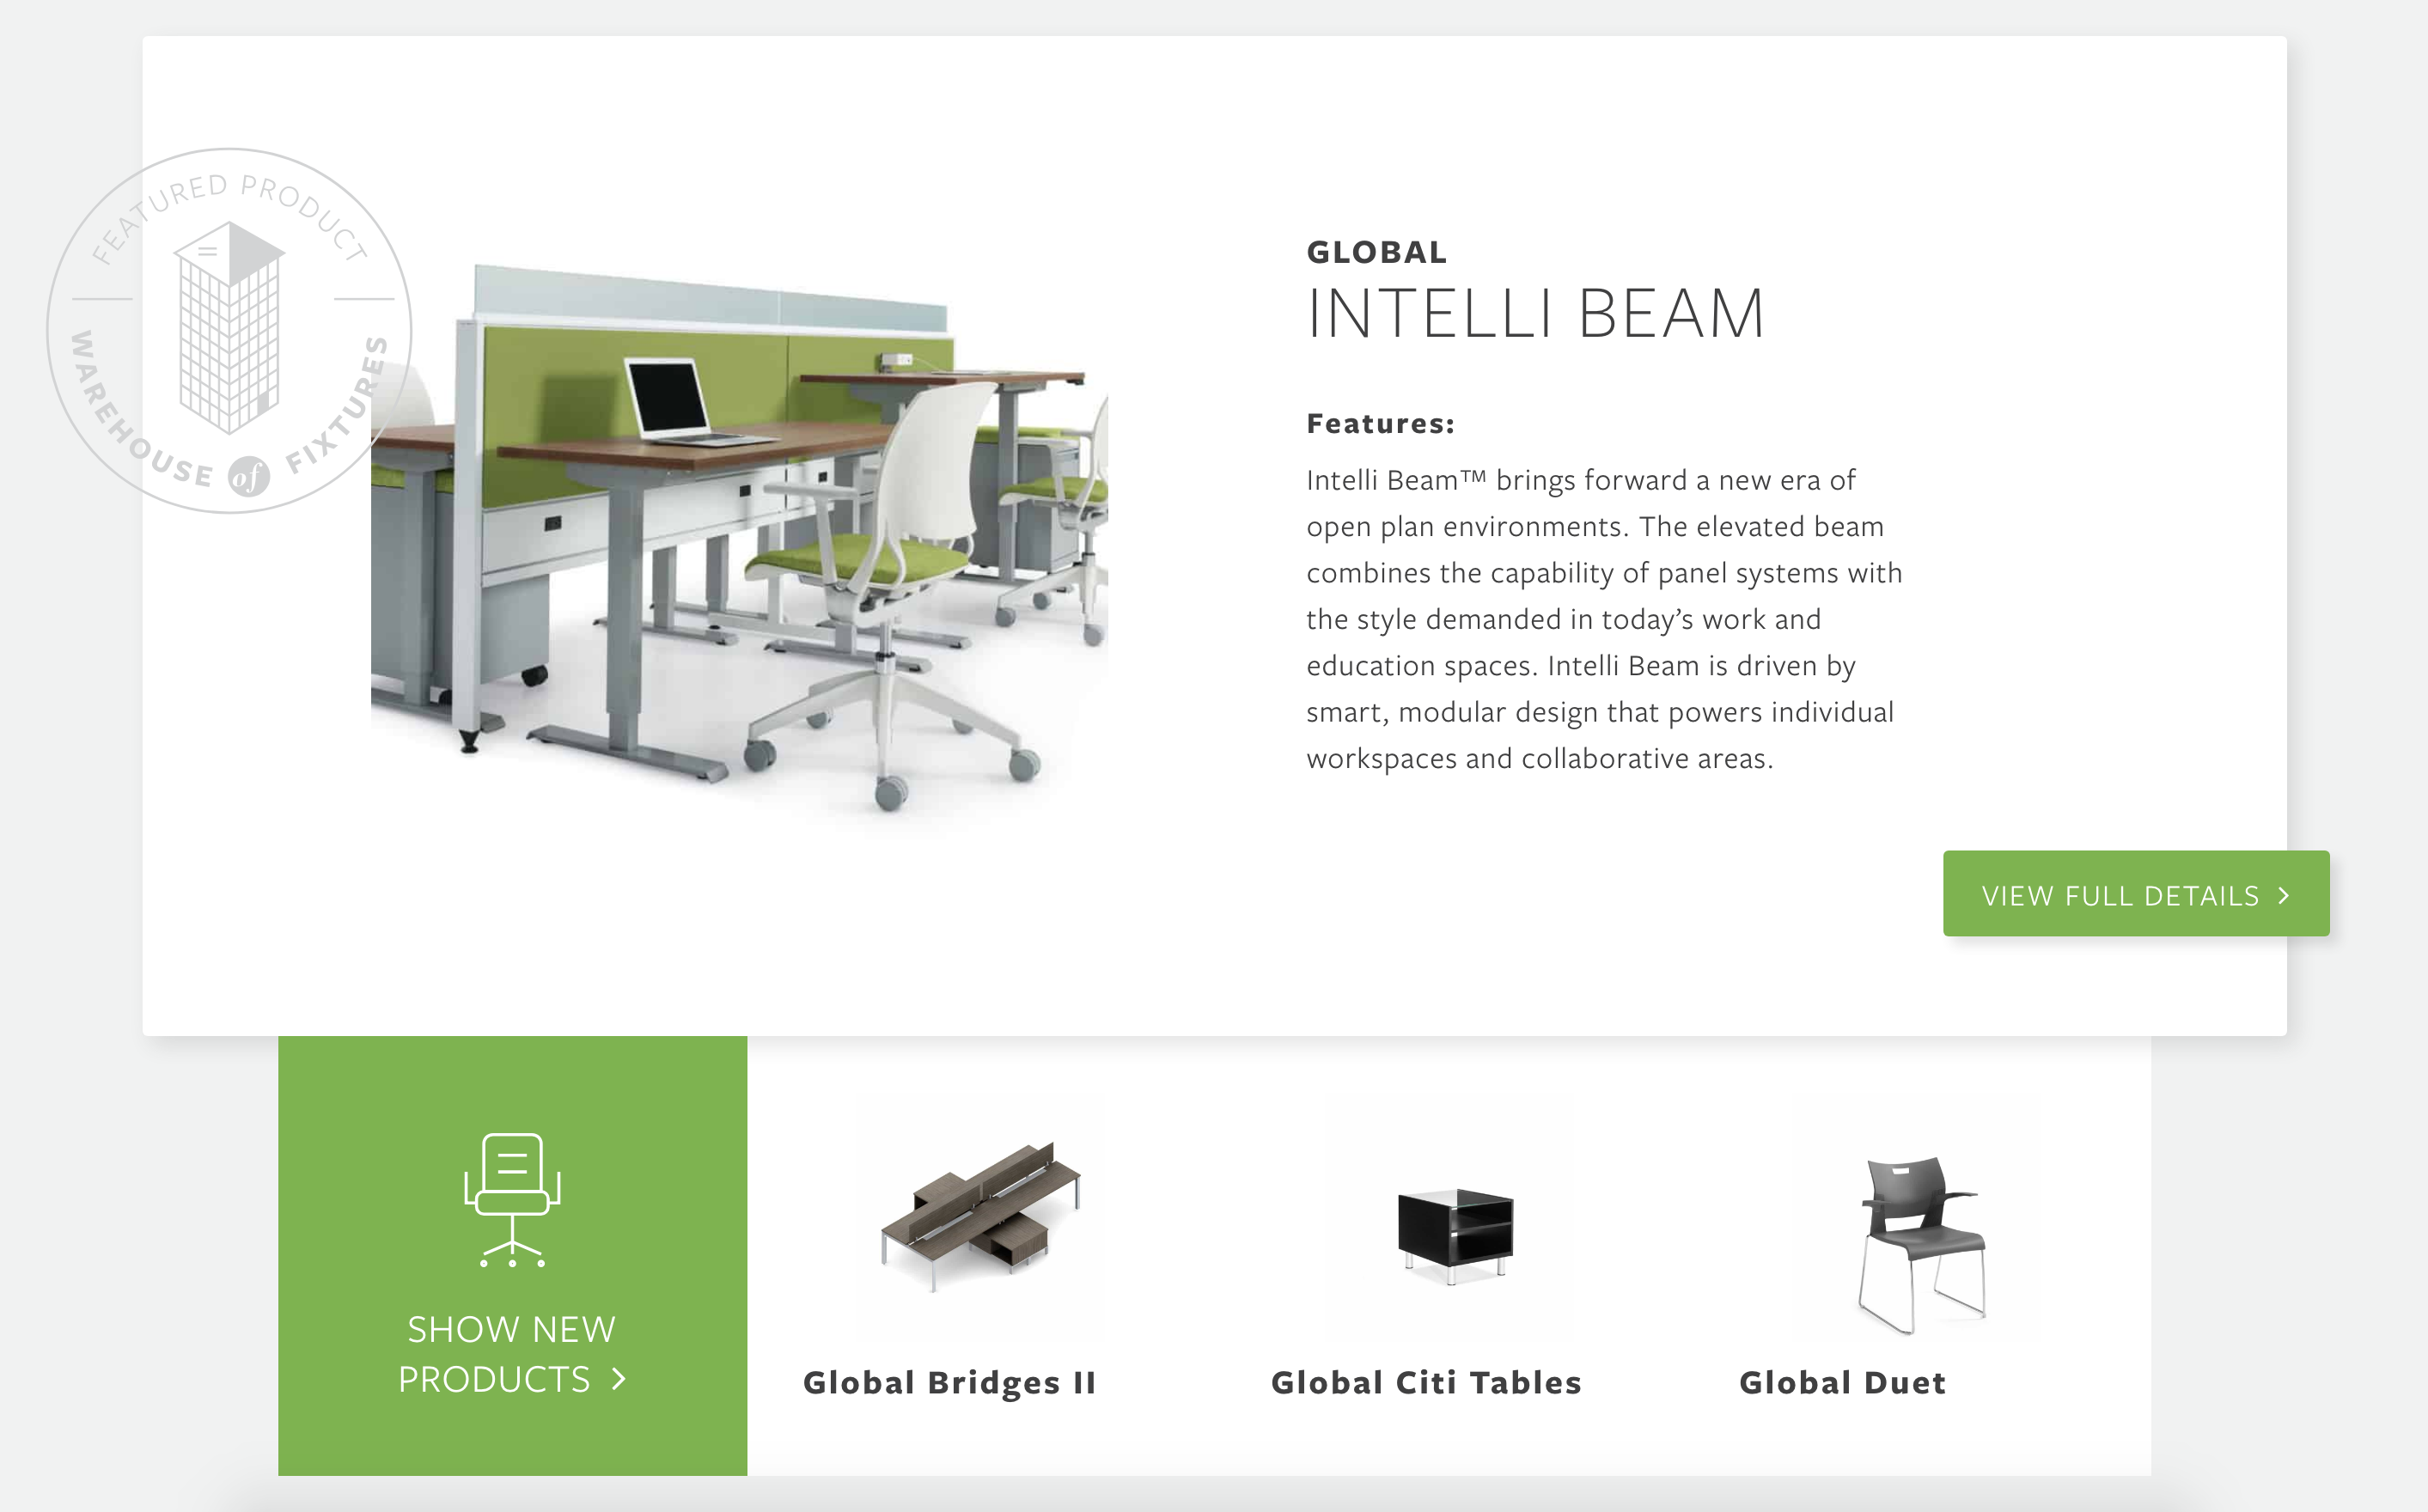 FEATURED PRODUCT
WAREHOUSE of FIXTURES
GLOBAL
INTELLI BEAM
Features:
Intelli Beam™ brings forward a new era of
open plan environments. The elevated beam
combines the capability of panel systems with
the style demanded in today’s work and
education spaces. Intelli Beam is driven by
smart, modular design that powers individual
workspaces and collaborative areas.
VIEW FULL DETAILS
SHOW NEW
PRODUCTS
Global Bridges II
Global Citi Tables
Global Duet